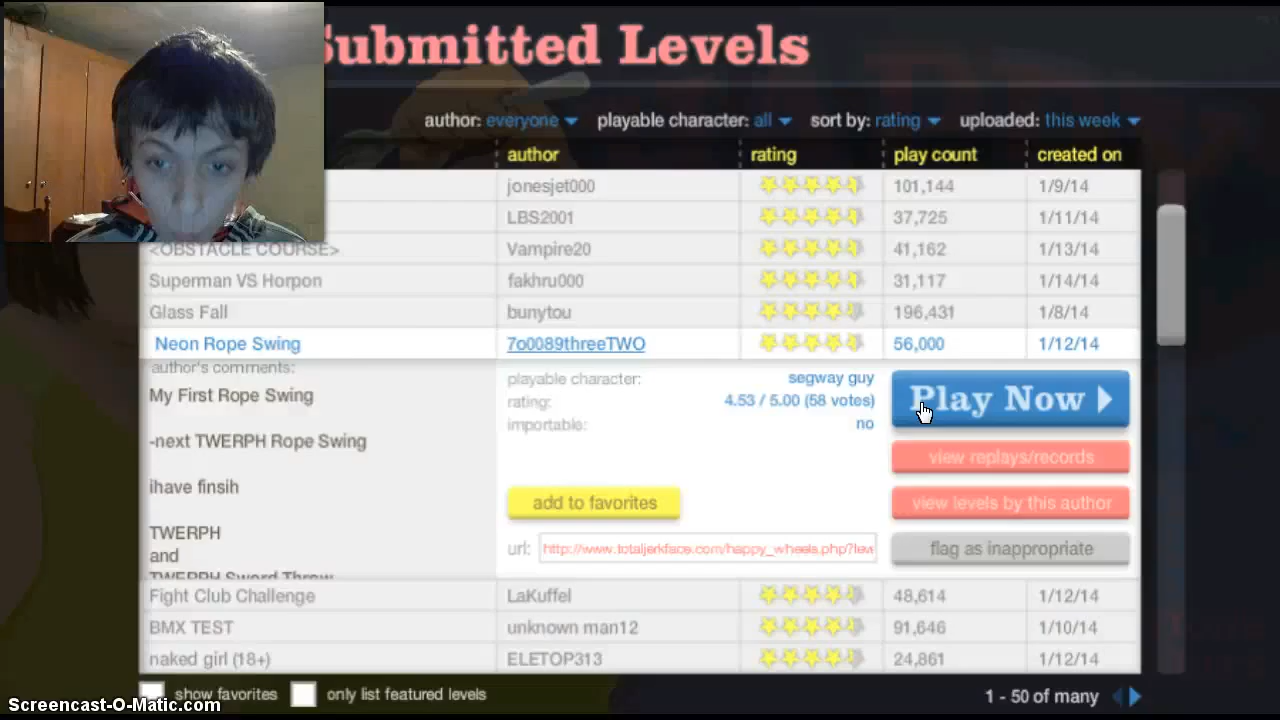 Submitted Levels
author: everyone playable character: all sort by: rating uploaded: this week
author rating play count created on
jonesjet000 101,144 1/9/14
LBS2001 37,725 1/11/14
<OBSTACLE COURSE> Vampire20 41,162 1/13/14
Superman VS Horpon fakhru000 31,117 1/14/14
Glass Fall bunytou 196,431 1/8/14
Neon Rope Swing 7o0089threeTWO 56,000 1/12/14
author's comments:
My First Rope Swing
-next TWERPH Rope Swing
ihave finsih
TWERPH
and
TWERPH Sword Throw
playable character: segway guy
rating: 4.53 / 5.00 (58 votes)
importable: no
add to favorites
url: http://www.totaljerkface.com/happy_wheels.php?lev
Play Now
view replays/records
view levels by this author
flag as inappropriate
Fight Club Challenge LaKuffel 48,614 1/12/14
BMX TEST unknown man12 91,646 1/10/14
naked girl (18+) ELETOP313 24,861 1/12/14
show favorites only list featured levels 1 - 50 of many
Screencast-O-Matic.com